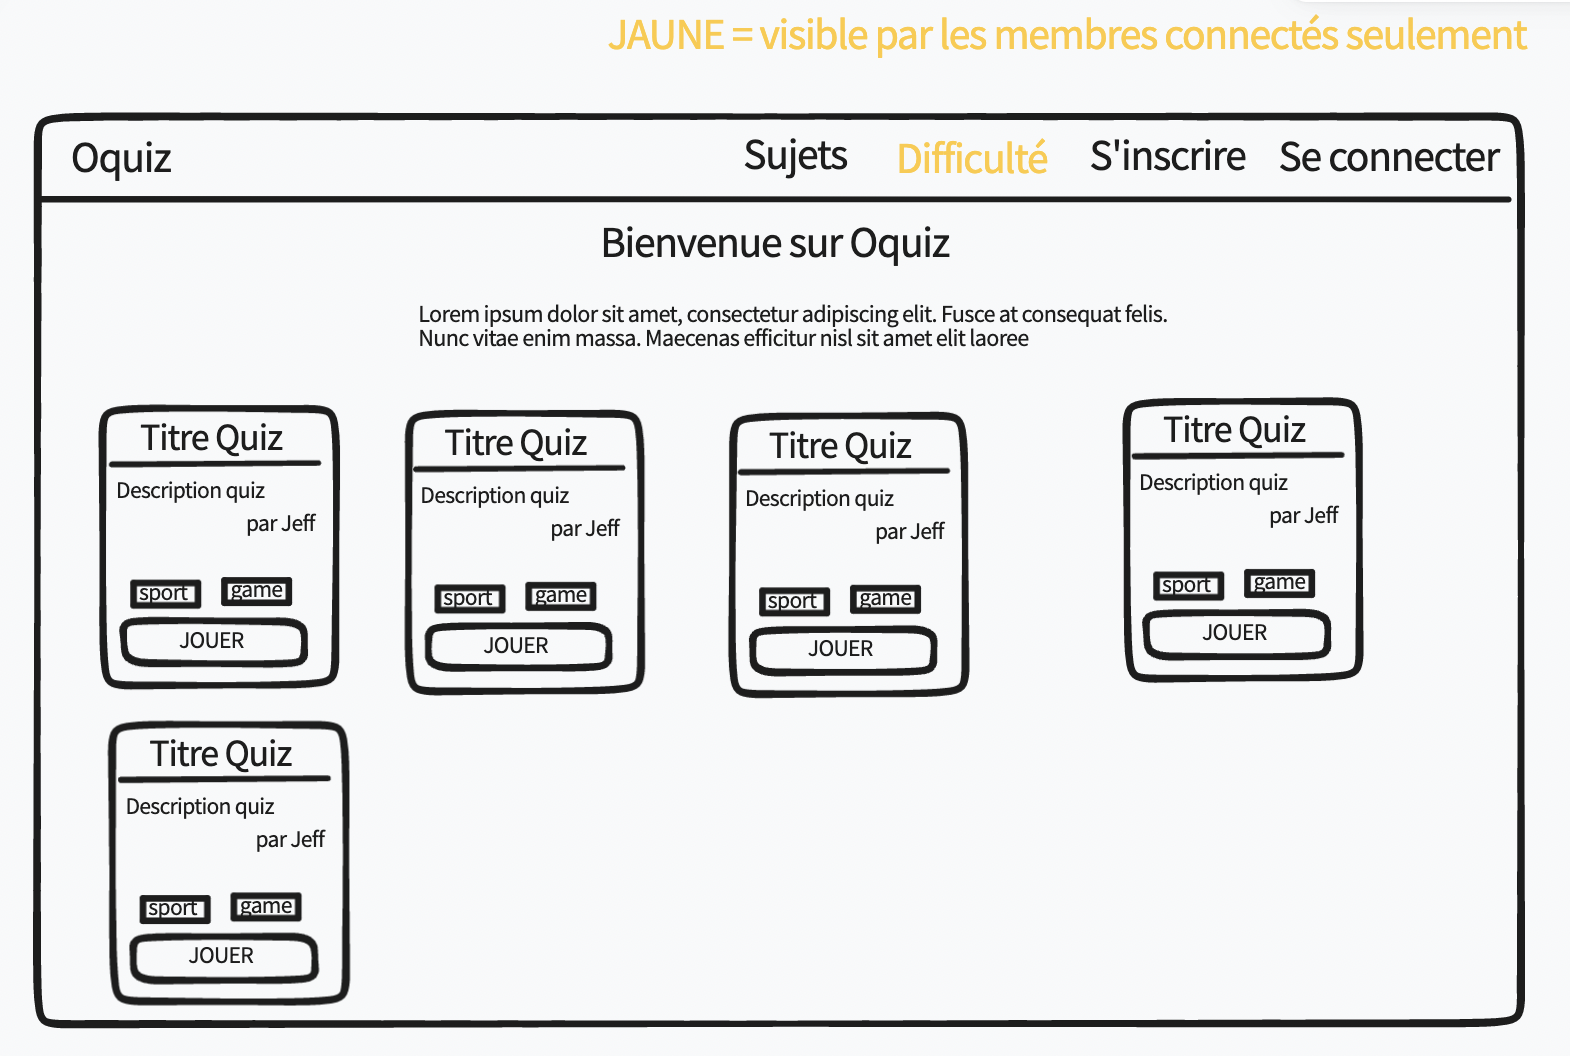 JAUNE = visible par les membres connectés seulement
Oquiz
Sujets
Difficulté
S'inscrire
Se connecter
Bienvenue sur Oquiz
Lorem ipsum dolor sit amet, consectetur adipiscing elit. Fusce at consequat felis.
Nunc vitae enim massa. Maecenas efficitur nisl sit amet elit laoree
Titre Quiz
Description quiz
par Jeff
sport
game
JOUER
Titre Quiz
Description quiz
par Jeff
sport
game
JOUER
Titre Quiz
Description quiz
par Jeff
sport
game
JOUER
Titre Quiz
Description quiz
par Jeff
sport
game
JOUER
Titre Quiz
Description quiz
par Jeff
sport
game
JOUER